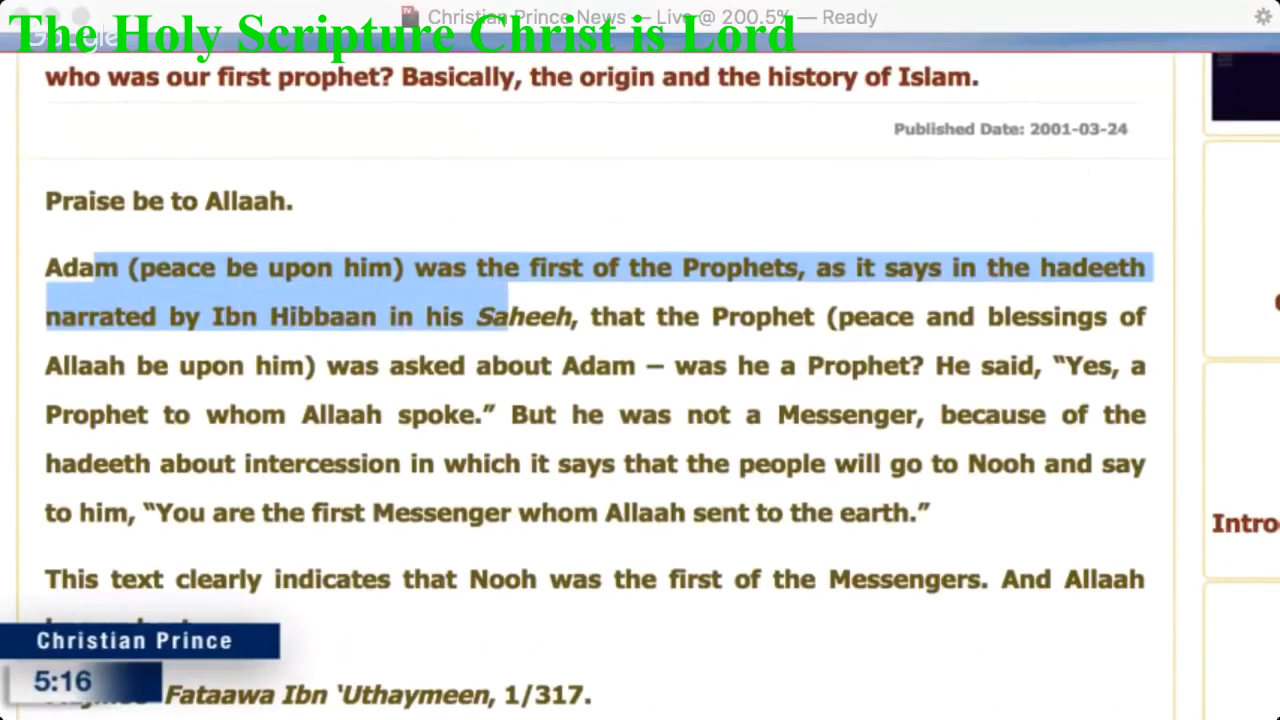 Christian Prince News — Live @ 200.5% — Ready
The Holy Scripture Christ is Lord
Google
who was our first prophet? Basically, the origin and the history of Islam.
Published Date: 2001-03-24
Praise be to Allaah.
Adam (peace be upon him) was the first of the Prophets, as it says in the hadeeth
narrated by Ibn Hibbaan in his Saheeh, that the Prophet (peace and blessings of
Allaah be upon him) was asked about Adam – was he a Prophet? He said, “Yes, a
Prophet to whom Allaah spoke.” But he was not a Messenger, because of the
hadeeth about intercession in which it says that the people will go to Nooh and say
to him, “You are the first Messenger whom Allaah sent to the earth.”
Intro
This text clearly indicates that Nooh was the first of the Messengers. And Allaah
Christian Prince
5:16
Fataawa Ibn ‘Uthaymeen, 1/317.